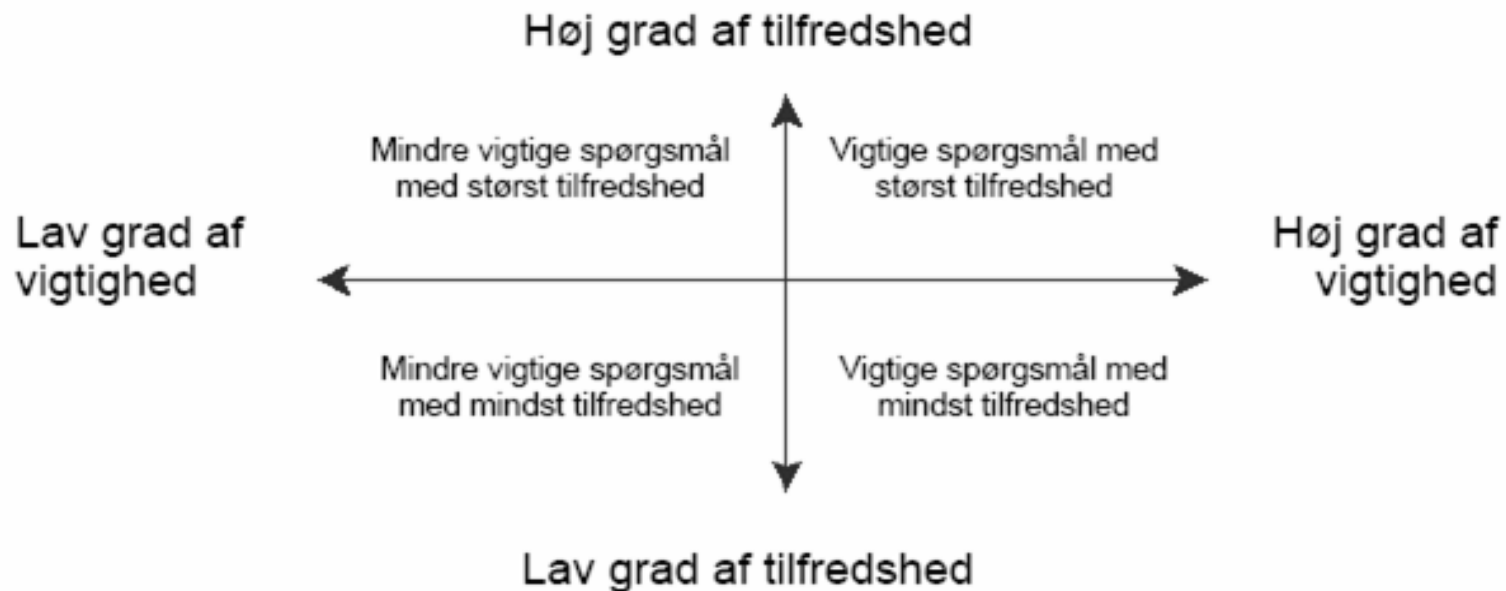 Høj grad af tilfredshed
Mindre vigtige spørgsmål
med størst tilfredshed
Vigtige spørgsmål med
størst tilfredshed
Lav grad af
vigtighed
Høj grad af
vigtighed
Mindre vigtige spørgsmål
med mindst tilfredshed
Vigtige spørgsmål med
mindst tilfredshed
Lav grad af tilfredshed